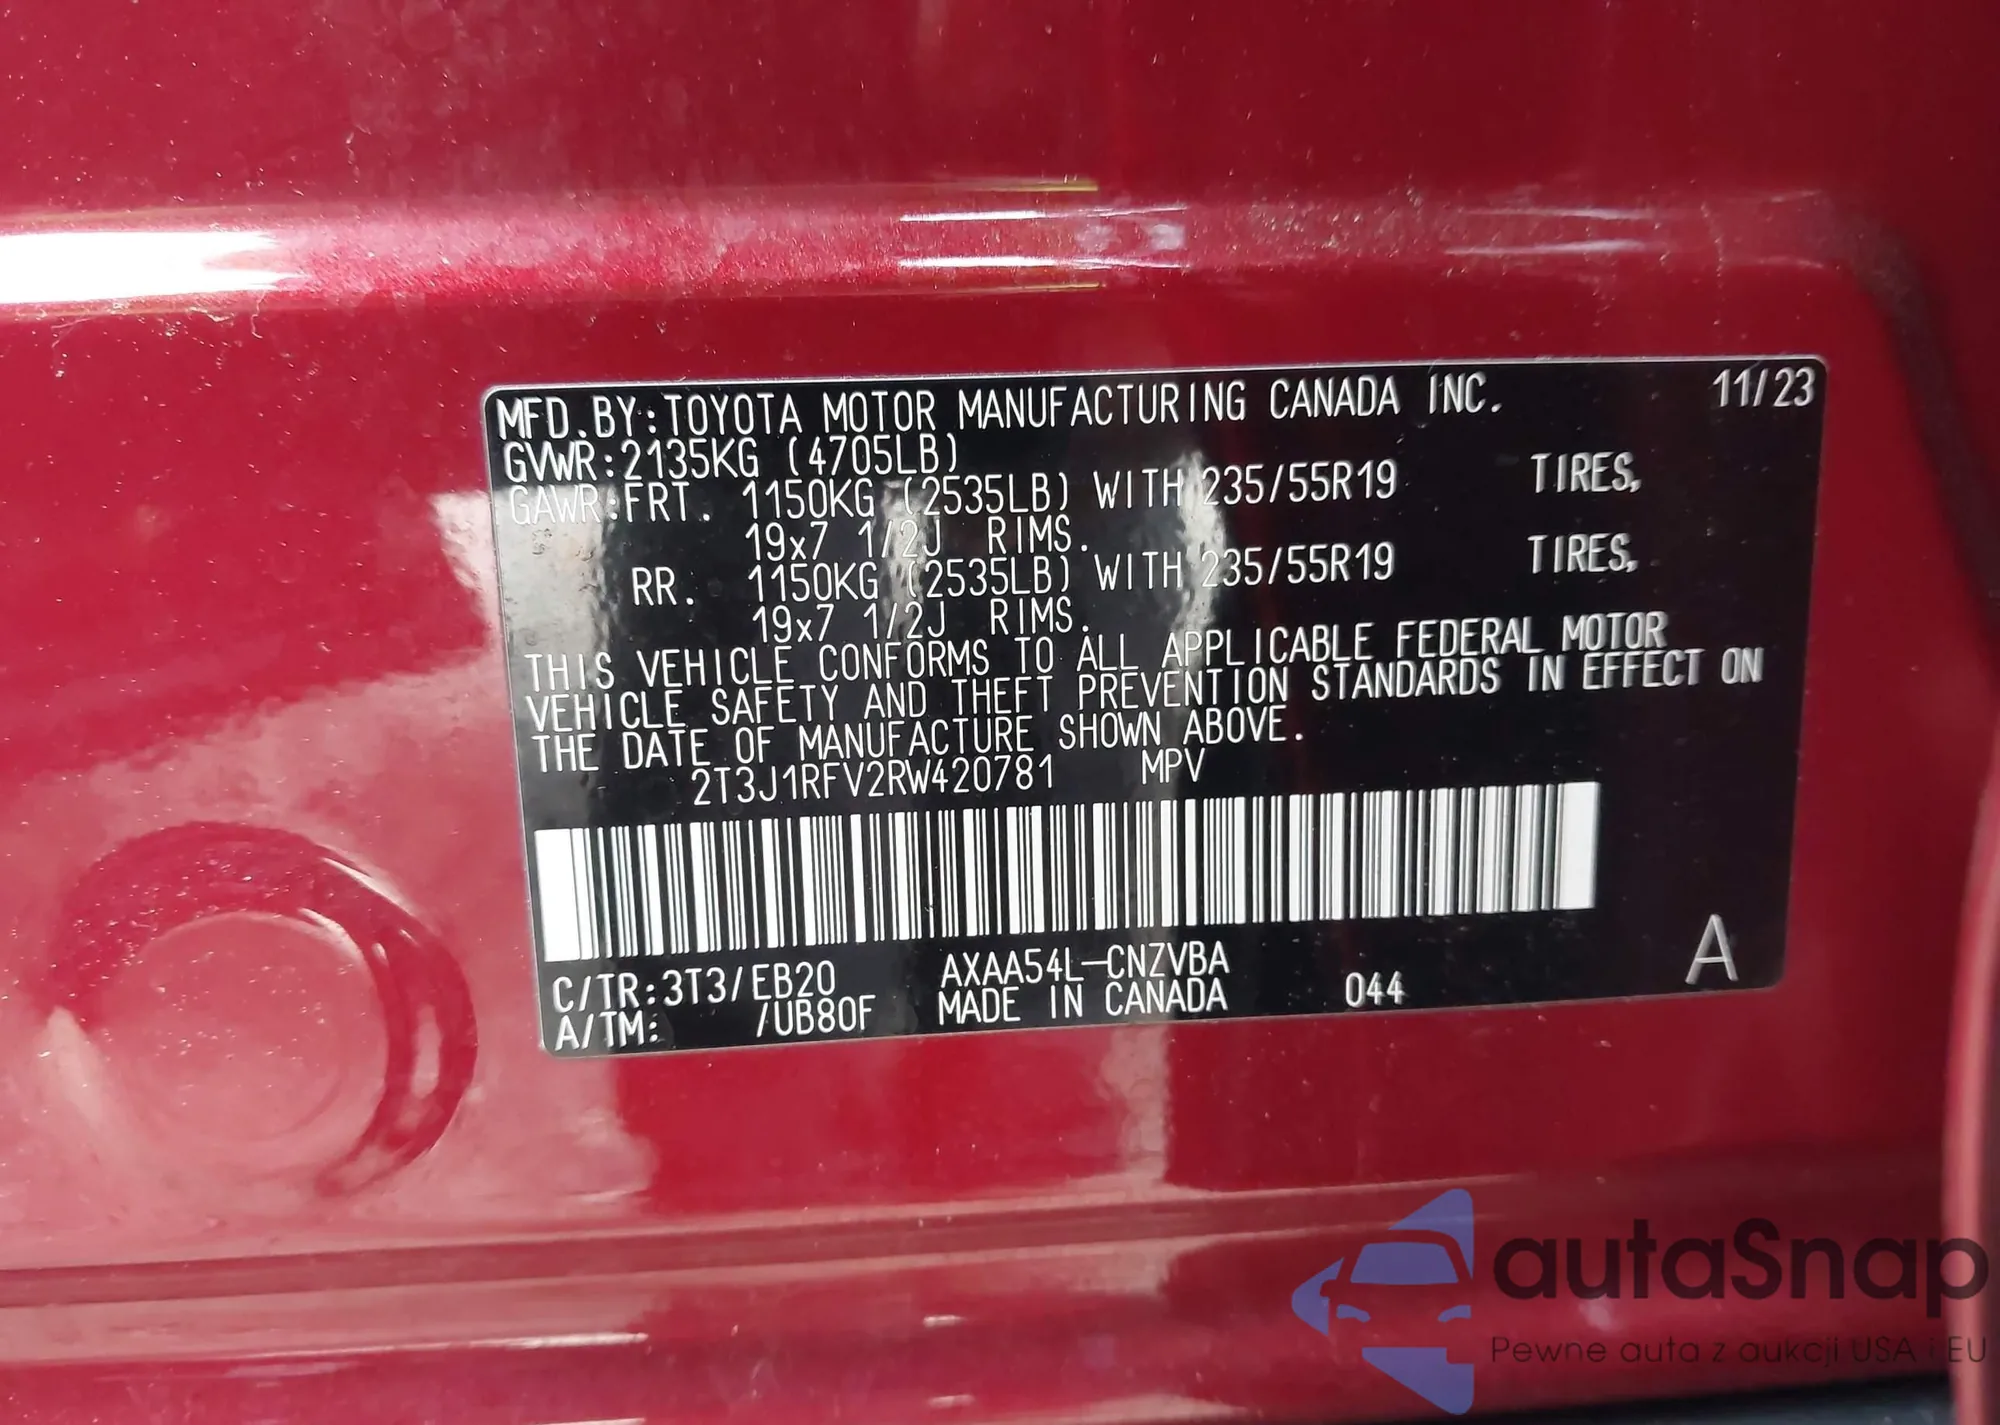 MFD.BY:TOYOTA MOTOR MANUFACTURING CANADA INC. 11/23
GVWR:2135KG (4705LB)
GAWR:FRT. 1150KG (2535LB) WITH 235/55R19 TIRES,
19x7 1/2J RIMS.
RR. 1150KG (2535LB) WITH 235/55R19 TIRES,
19x7 1/2J RIMS.
THIS VEHICLE CONFORMS TO ALL APPLICABLE FEDERAL MOTOR
VEHICLE SAFETY AND THEFT PREVENTION STANDARDS IN EFFECT ON
THE DATE OF MANUFACTURE SHOWN ABOVE.
2T3J1RFV2RW420781 MPV
C/TR:3T3/EB20 AXAA54L-CNZVBA
A/TM: /UB80F MADE IN CANADA 044 A
autaSnap
Pewne auta z aukcji USA i EU